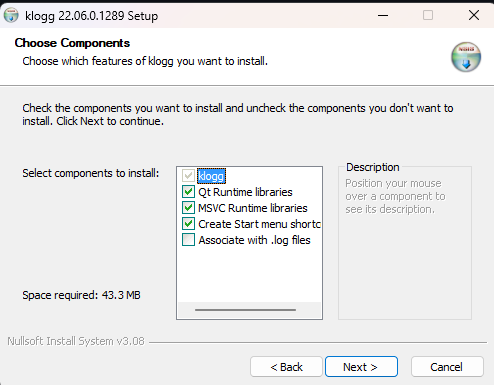 klogg 22.06.0.1289 Setup
Choose Components
Choose which features of klogg you want to install.
Check the components you want to install and uncheck the components you don't want to
install. Click Next to continue.
Select components to install:
klogg
Qt Runtime libraries
MSVC Runtime libraries
Create Start menu shortc
Associate with .log files
Description
Position your mouse
over a component to
see its description.
Space required: 43.3 MB
Nullsoft Install System v3.08
< Back
Next >
Cancel